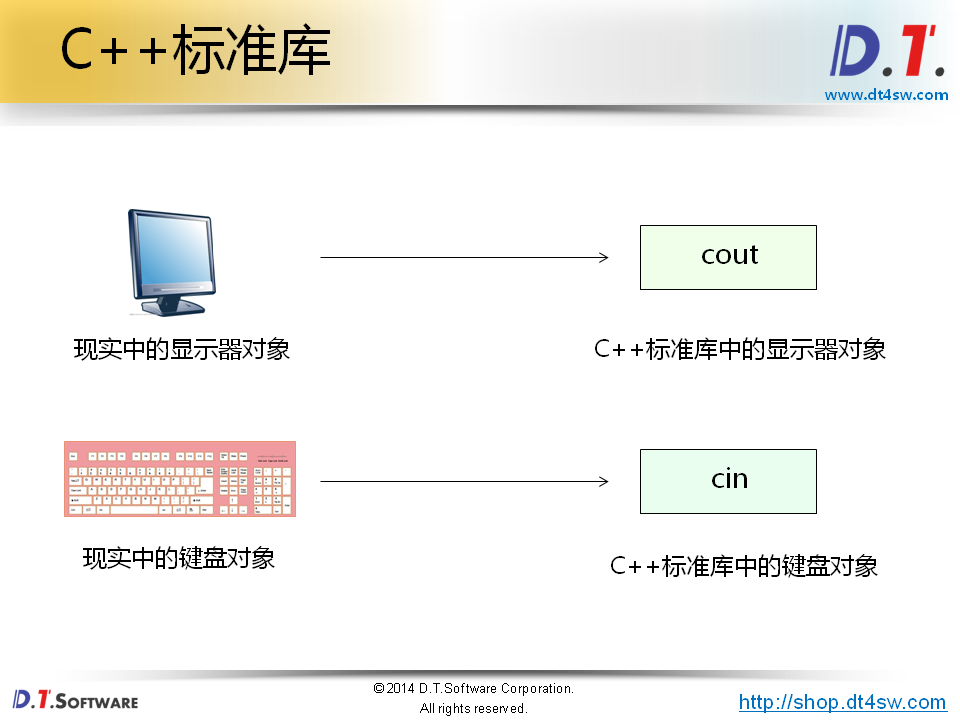 C++标准库
D.T.
www.dt4sw.com
cout
现实中的显示器对象
C++标准库中的显示器对象
cin
现实中的键盘对象
C++标准库中的键盘对象
D.T.SOFTWARE
©2014 D.T.Software Corporation.
All rights reserved.
http://shop.dt4sw.com